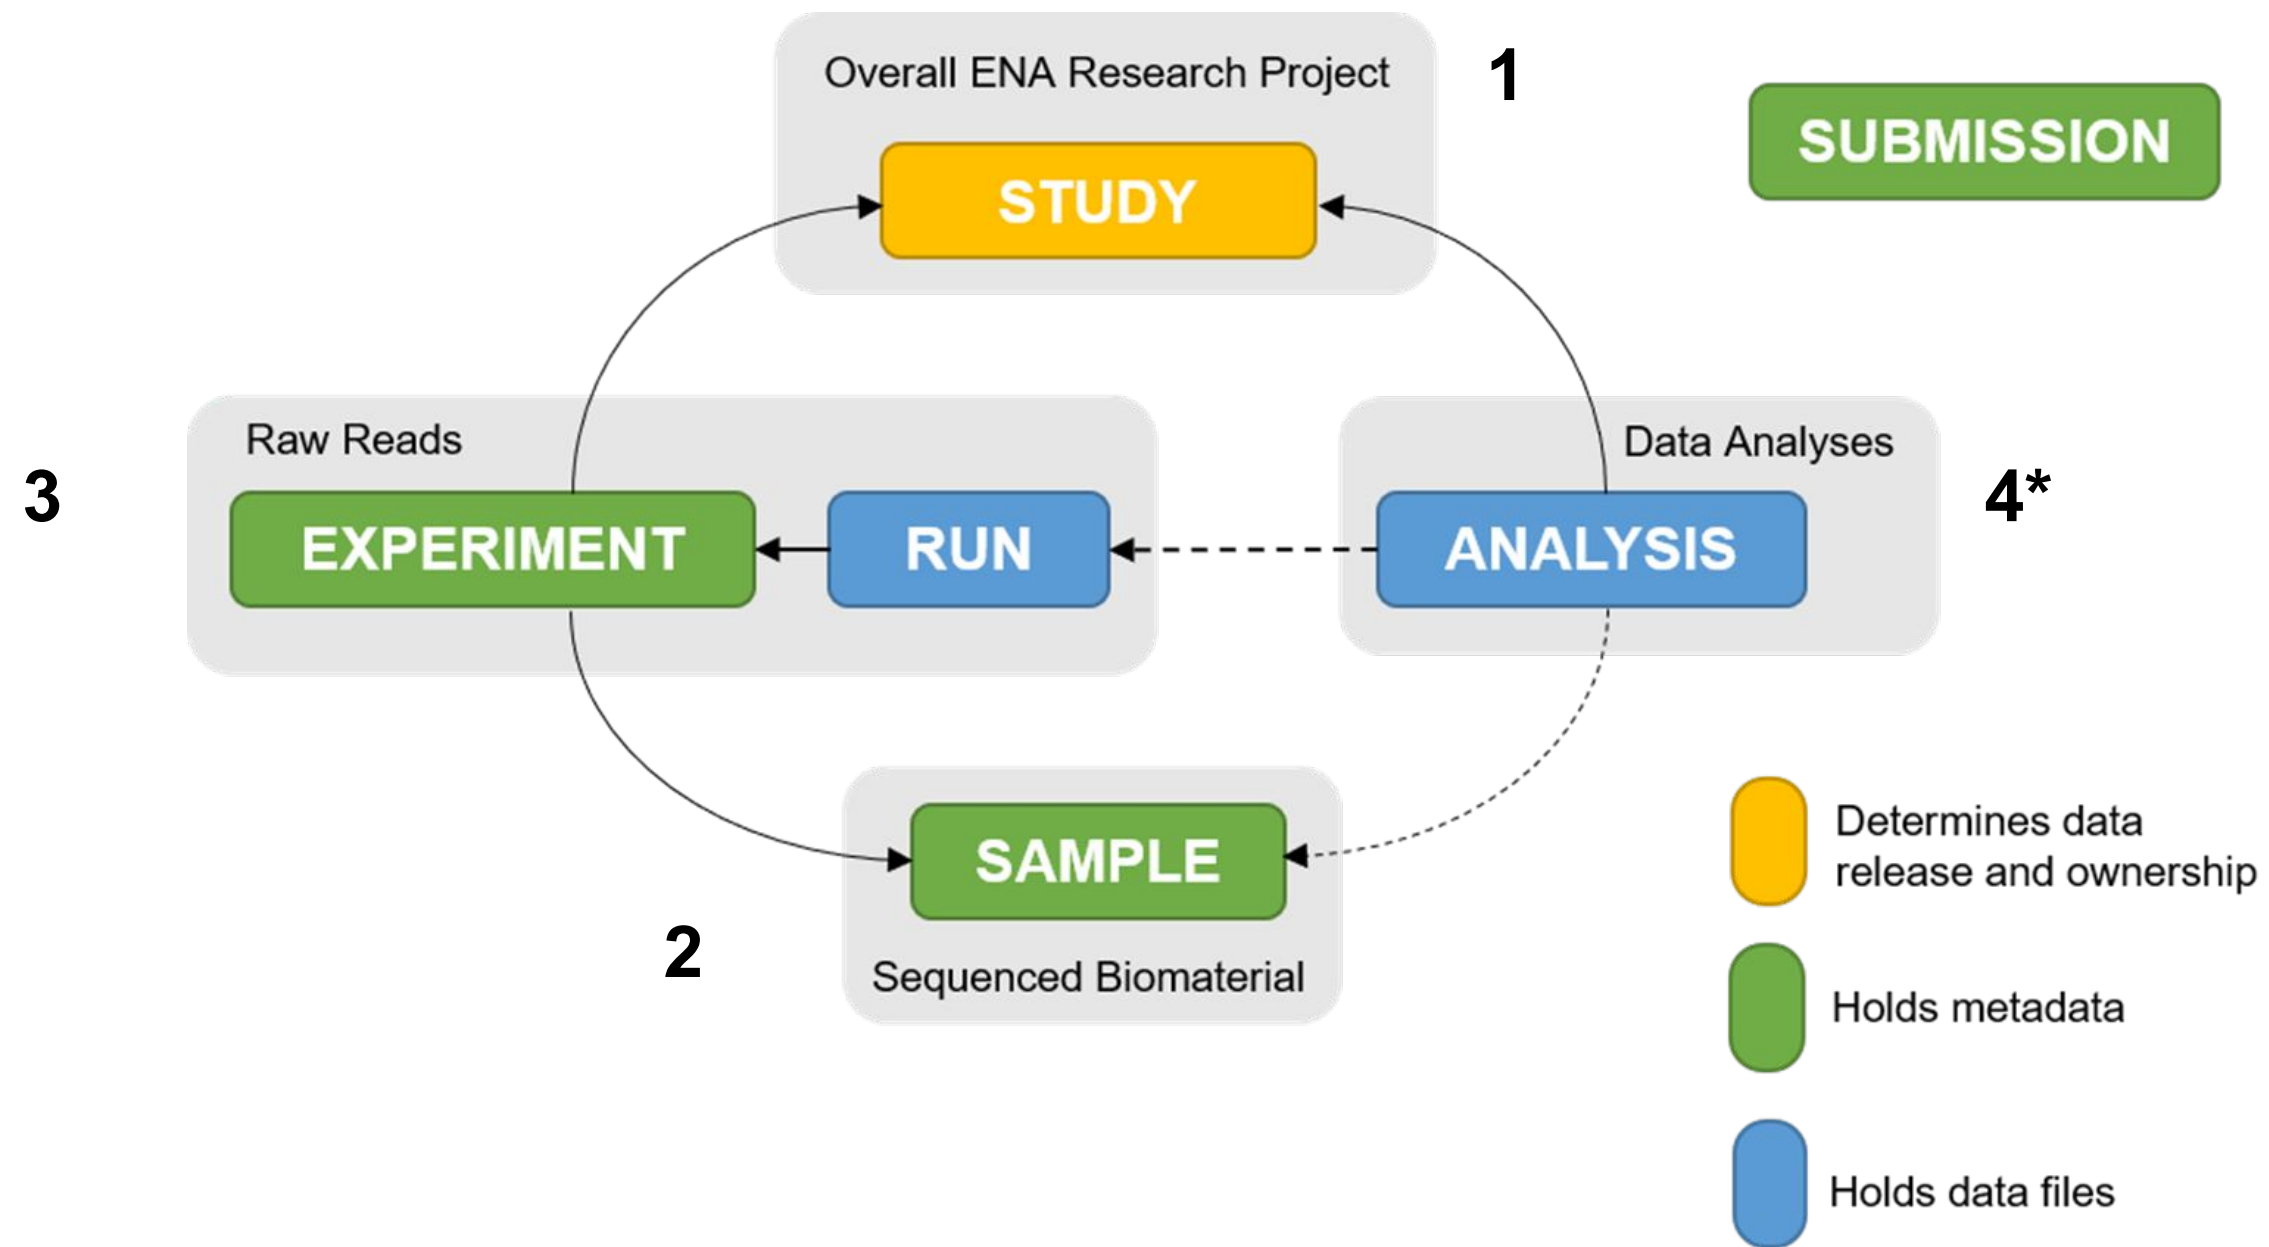 Overall ENA Research Project
1
SUBMISSION
STUDY
Raw Reads
Data Analyses
3
EXPERIMENT
RUN
ANALYSIS
4*
SAMPLE
2
Sequenced Biomaterial
Determines data
release and ownership
Holds metadata
Holds data files